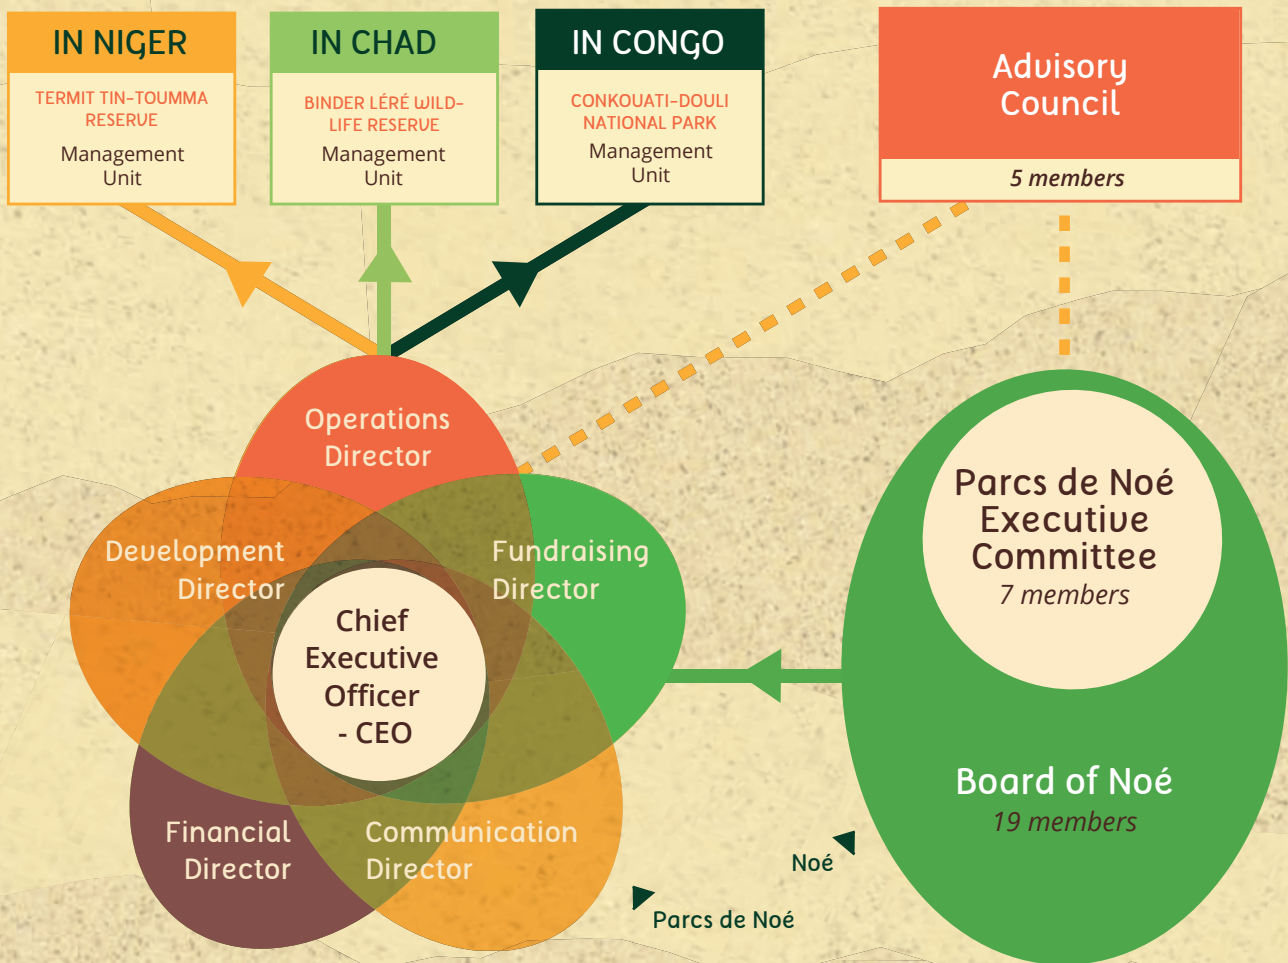 IN NIGER
TERMIT TIN-TOUMMA
RESERVE
Management
Unit
IN CHAD
BINDER LÉRÉ WILD-
LIFE RESERVE
Management
Unit
IN CONGO
CONKOUATI-DOULI
NATIONAL PARK
Management
Unit
Advisory
Council
5 members
Operations
Director
Development
Director
Fundraising
Director
Chief
Executive
Officer
- CEO
Financial
Director
Communication
Director
Parcs de Noé
Executive
Committee
7 members
Board of Noé
19 members
Noé
Parcs de Noé